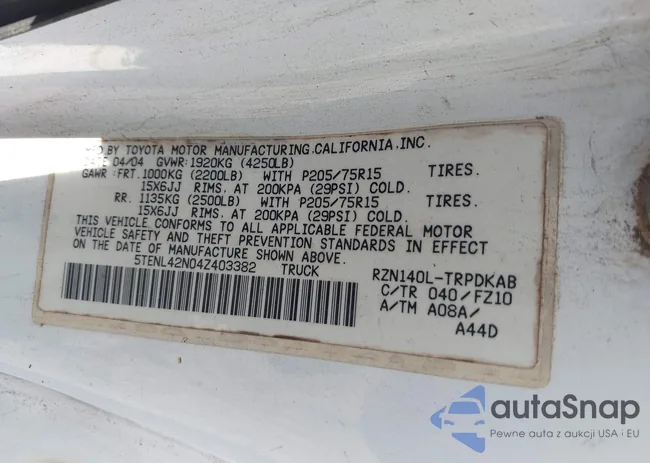 MFD BY TOYOTA MOTOR MANUFACTURING,CALIFORNIA,INC.
DATE 04/04 GVWR:1920KG (4250LB)
GAWR:FRT.1000KG (2200LB) WITH P205/75R15 TIRES.
15X6JJ RIMS, AT 200KPA (29PSI) COLD.
RR. 1135KG (2500LB) WITH P205/75R15 TIRES.
15X6JJ RIMS, AT 200KPA (29PSI) COLD.
THIS VEHICLE CONFORMS TO ALL APPLICABLE FEDERAL MOTOR
VEHICLE SAFETY AND THEFT PREVENTION STANDARDS IN EFFECT
ON THE DATE OF MANUFACTURE SHOWN ABOVE.
5TENL42N04Z403382 TRUCK
RZN140L-TRPDKAB
C/TR 040/FZ10
A/TM A08A/
A44D
autaSnap
Pewne auta z aukcji USA i EU